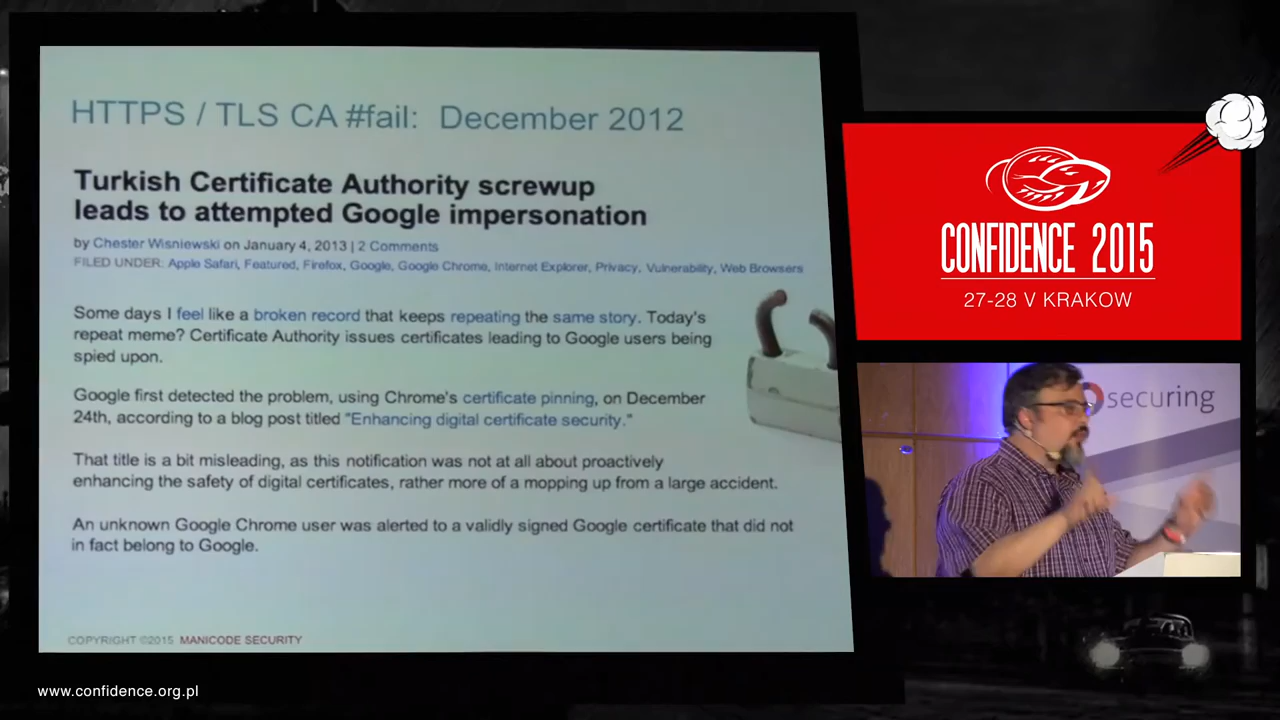 HTTPS / TLS CA #fail: December 2012
Turkish Certificate Authority screwup
leads to attempted Google impersonation
by Chester Wisniewski on January 4, 2013 | 2 Comments
FILED UNDER: Apple Safari, Featured, Firefox, Google, Google Chrome, Internet Explorer, Privacy, Vulnerability, Web Browsers
Some days I feel like a broken record that keeps repeating the same story. Today's
repeat meme? Certificate Authority issues certificates leading to Google users being
spied upon.
Google first detected the problem, using Chrome's certificate pinning, on December
24th, according to a blog post titled "Enhancing digital certificate security."
That title is a bit misleading, as this notification was not at all about proactively
enhancing the safety of digital certificates, rather more of a mopping up from a large accident.
An unknown Google Chrome user was alerted to a validly signed Google certificate that did not
in fact belong to Google.
COPYRIGHT ©2015 MANICODE SECURITY
CONFIDENCE 2015
27-28 V KRAKOW
securing
www.confidence.org.pl